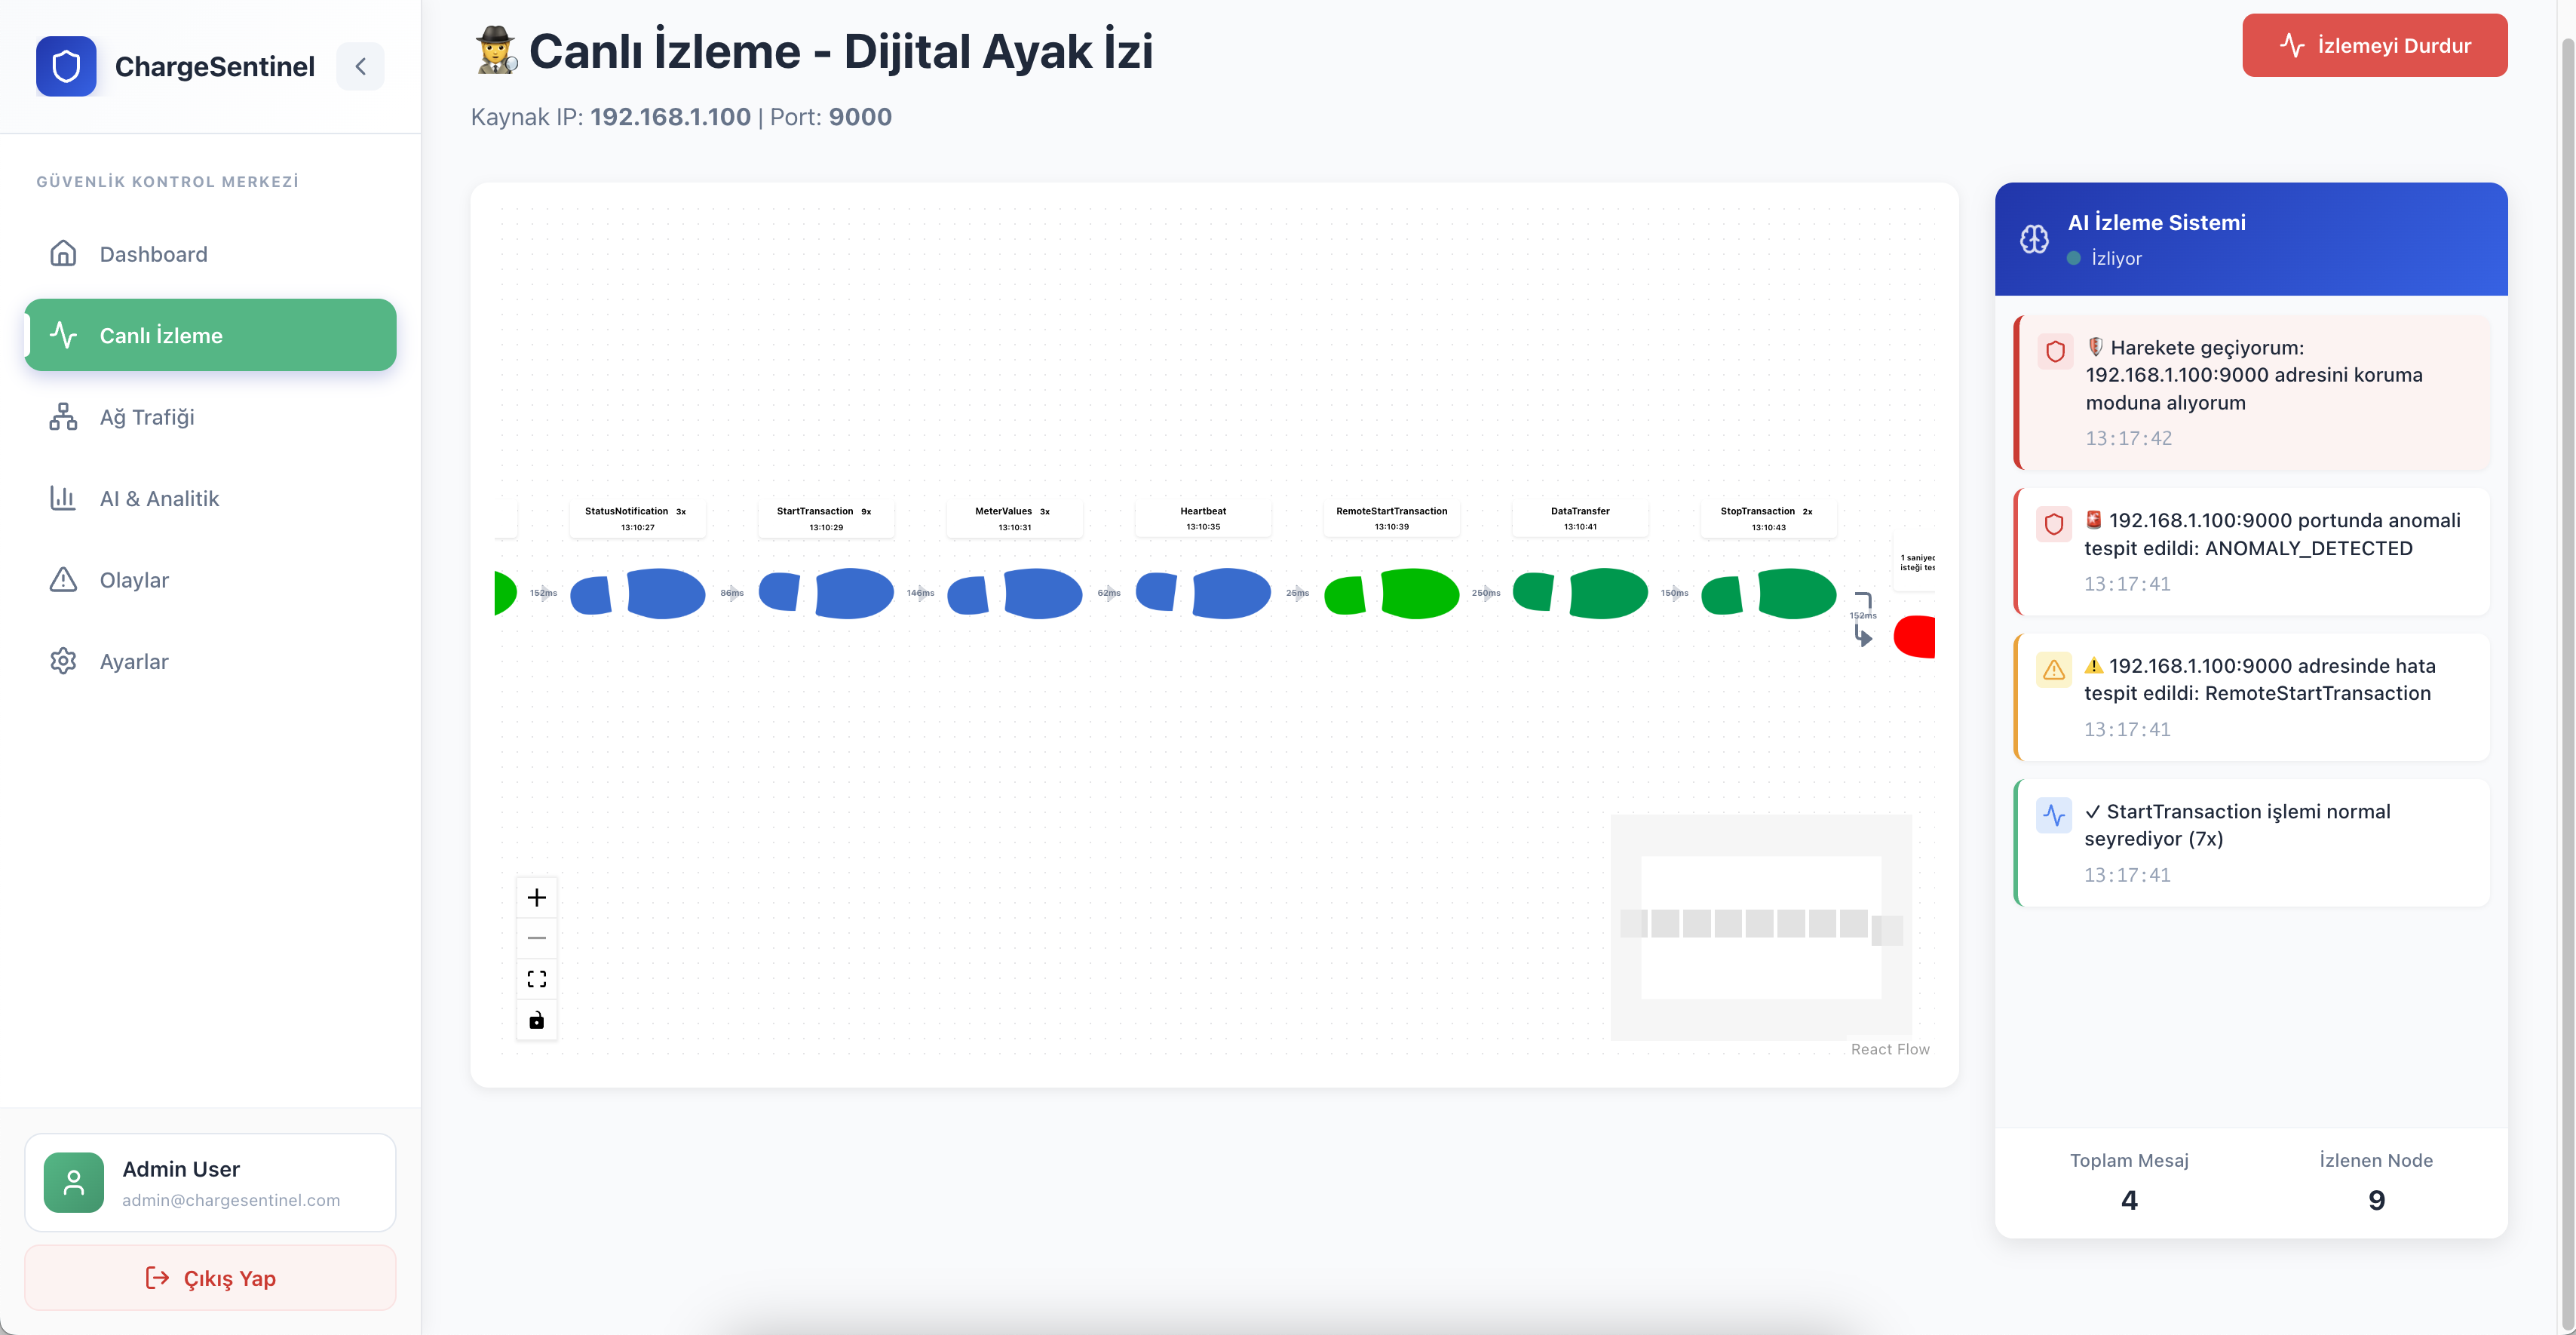 ChargeSentinel
GÜVENLİK KONTROL MERKEZİ
Dashboard
Canlı İzleme
Ağ Trafiği
AI & Analitik
Olaylar
Ayarlar
Admin User
admin@chargesentinel.com
Çıkış Yap
Canlı İzleme - Dijital Ayak İzi
Kaynak IP: 192.168.1.100 | Port: 9000
İzlemeyi Durdur
StatusNotification 3x
13:10:27
StartTransaction 9x
13:10:29
MeterValues 3x
13:10:31
Heartbeat
13:10:35
RemoteStartTransaction
13:10:39
DataTransfer
13:10:41
StopTransaction 2x
13:10:43
1 saniyed
isteği tes
152ms
86ms
146ms
62ms
25ms
250ms
150ms
152ms
React Flow
AI İzleme Sistemi
İzliyor
Harekete geçiyorum:
192.168.1.100:9000 adresini koruma
moduna alıyorum
13:17:42
192.168.1.100:9000 portunda anomali
tespit edildi: ANOMALY_DETECTED
13:17:41
192.168.1.100:9000 adresinde hata
tespit edildi: RemoteStartTransaction
13:17:41
✓ StartTransaction işlemi normal
seyrediyor (7x)
13:17:41
Toplam Mesaj
4
İzlenen Node
9